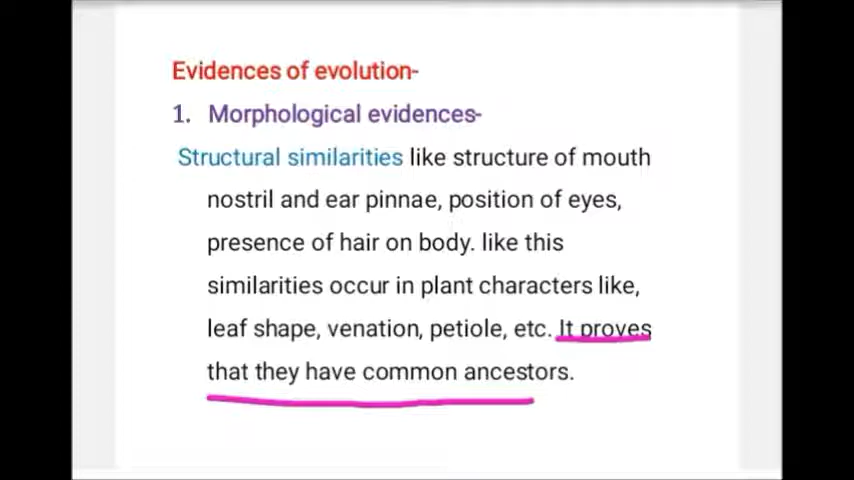 Evidences of evolution-
1. Morphological evidences-
Structural similarities like structure of mouth
nostril and ear pinnae, position of eyes,
presence of hair on body. like this
similarities occur in plant characters like,
leaf shape, venation, petiole, etc. It proves
that they have common ancestors.